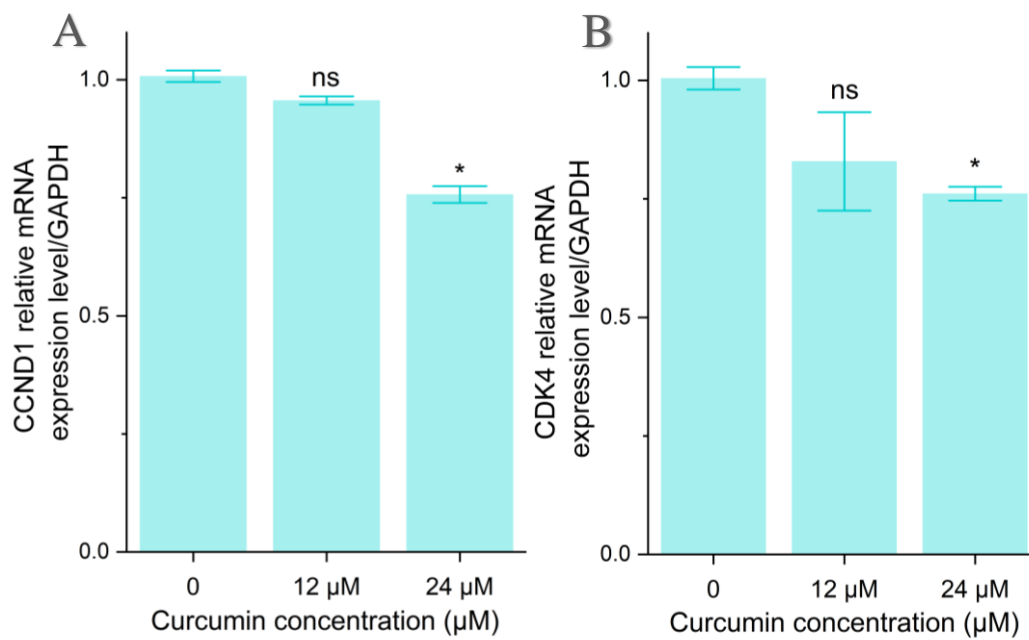 A
CCND1 relative mRNA
expression level/GAPDH
1.0
0.5
0.0
ns
*
0
12 μM
24 μM
Curcumin concentration (μM)
B
CDK4 relative mRNA
expression level/GAPDH
1.0
0.5
0.0
ns
*
0
12 μM
24 μM
Curcumin concentration (μM)